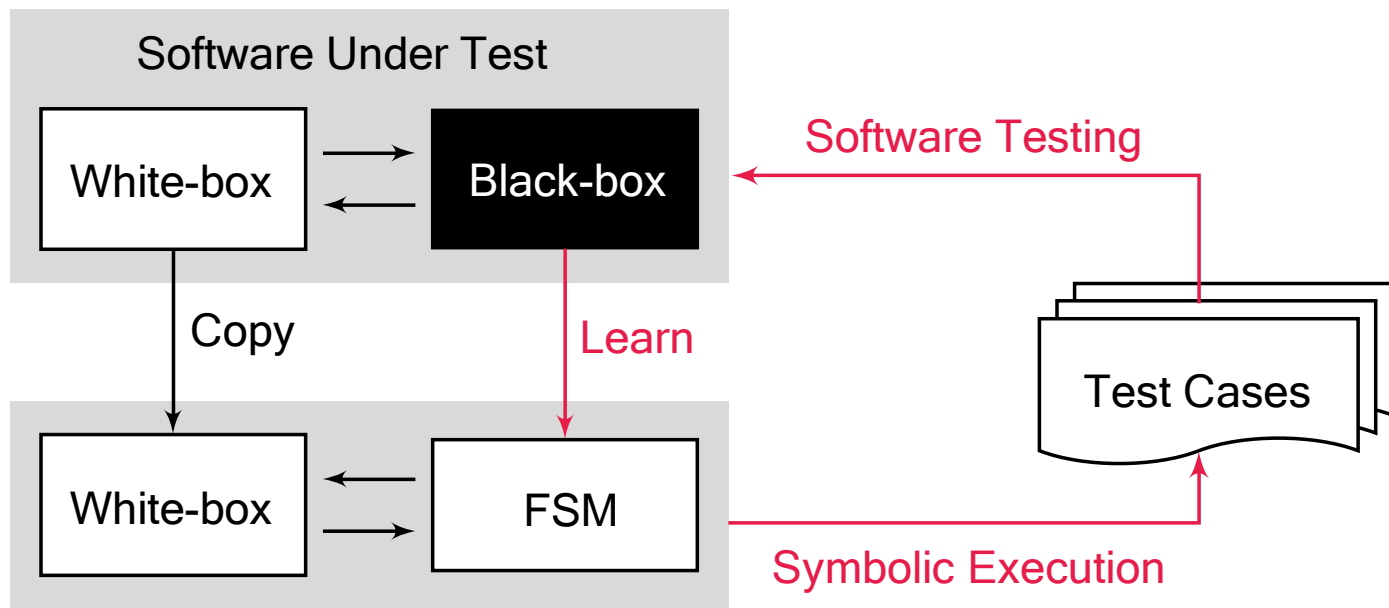 Software Under Test
White-box
Black-box
Software Testing
Copy
Learn
Test Cases
White-box
FSM
Symbolic Execution